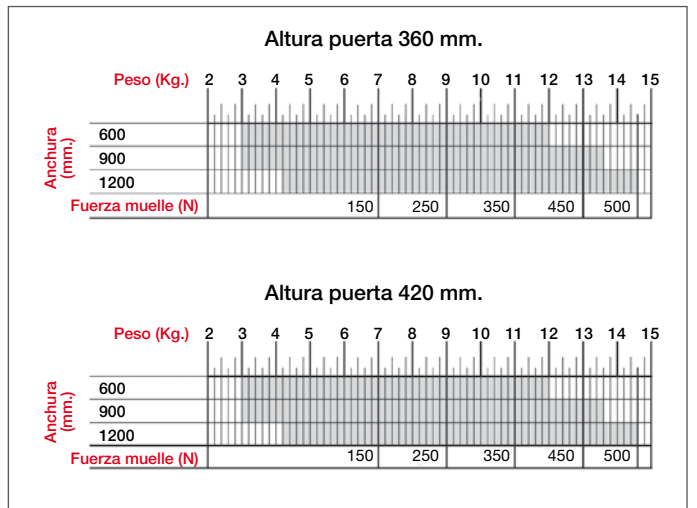 Altura puerta 360 mm.
Peso (Kg.) 2 3 4 5 6 7 8 9 10 11 12 13 14 15
Anchura
(mm.)
600
900
1200
Fuerza muelle (N) 150 250 350 450 500
Altura puerta 420 mm.
Peso (Kg.) 2 3 4 5 6 7 8 9 10 11 12 13 14 15
Anchura
(mm.)
600
900
1200
Fuerza muelle (N) 150 250 350 450 500